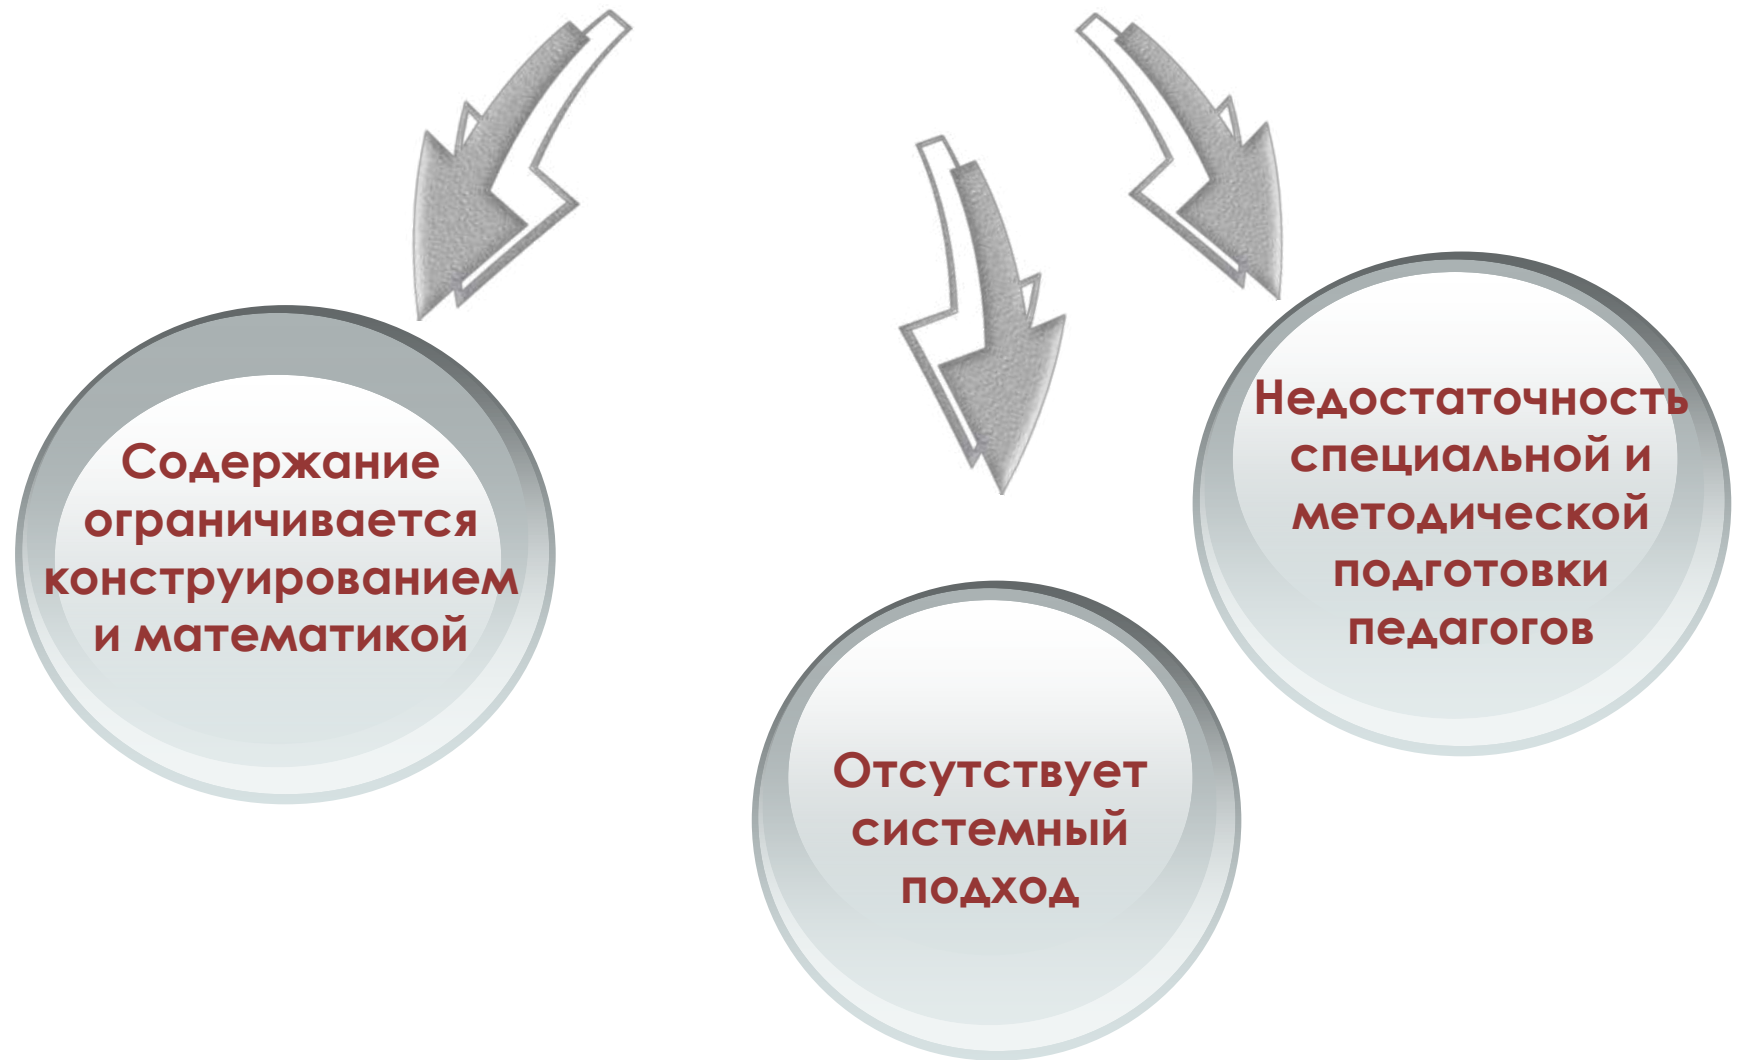 Содержание
ограничивается
конструированием
и математикой
Отсутствует
системный
подход
Недостаточность
специальной и
методической
подготовки
педагогов